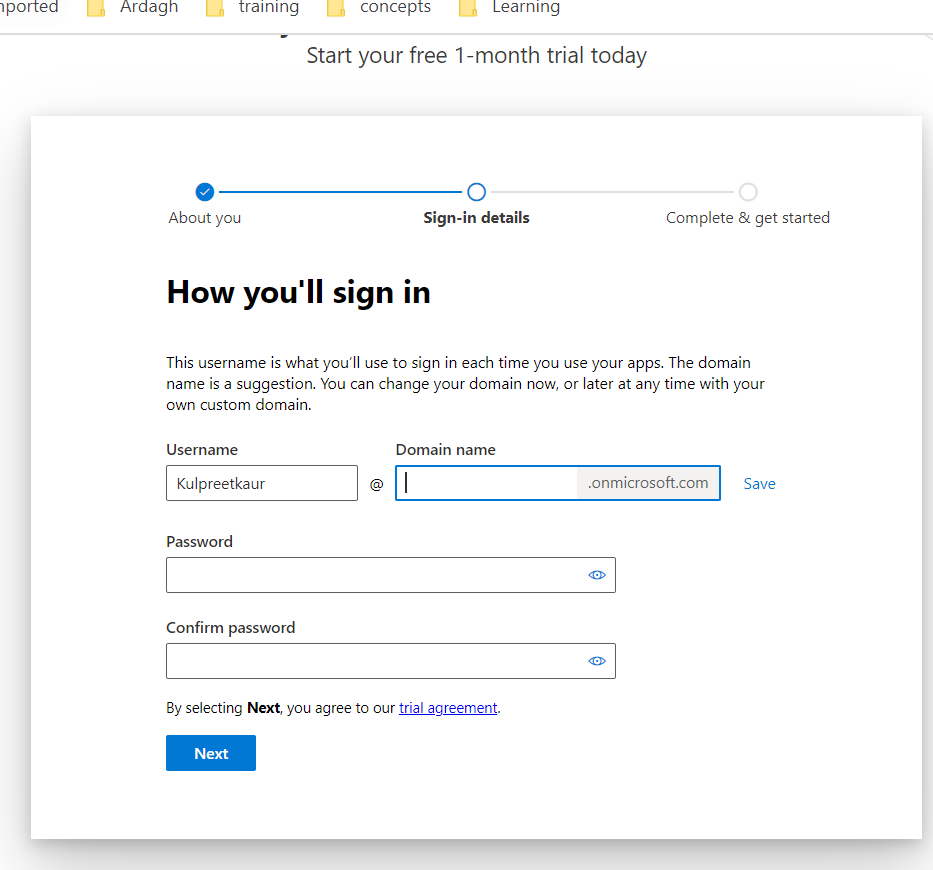 Ardagh training concepts Learning
Start your free 1-month trial today
About you Sign-in details Complete & get started
How you'll sign in
This username is what you'll use to sign in each time you use your apps. The domain
name is a suggestion. You can change your domain now, or later at any time with your
own custom domain.
Username Domain name
Kulpreetkaur @ .onmicrosoft.com Save
Password
Confirm password
By selecting Next, you agree to our trial agreement.
Next